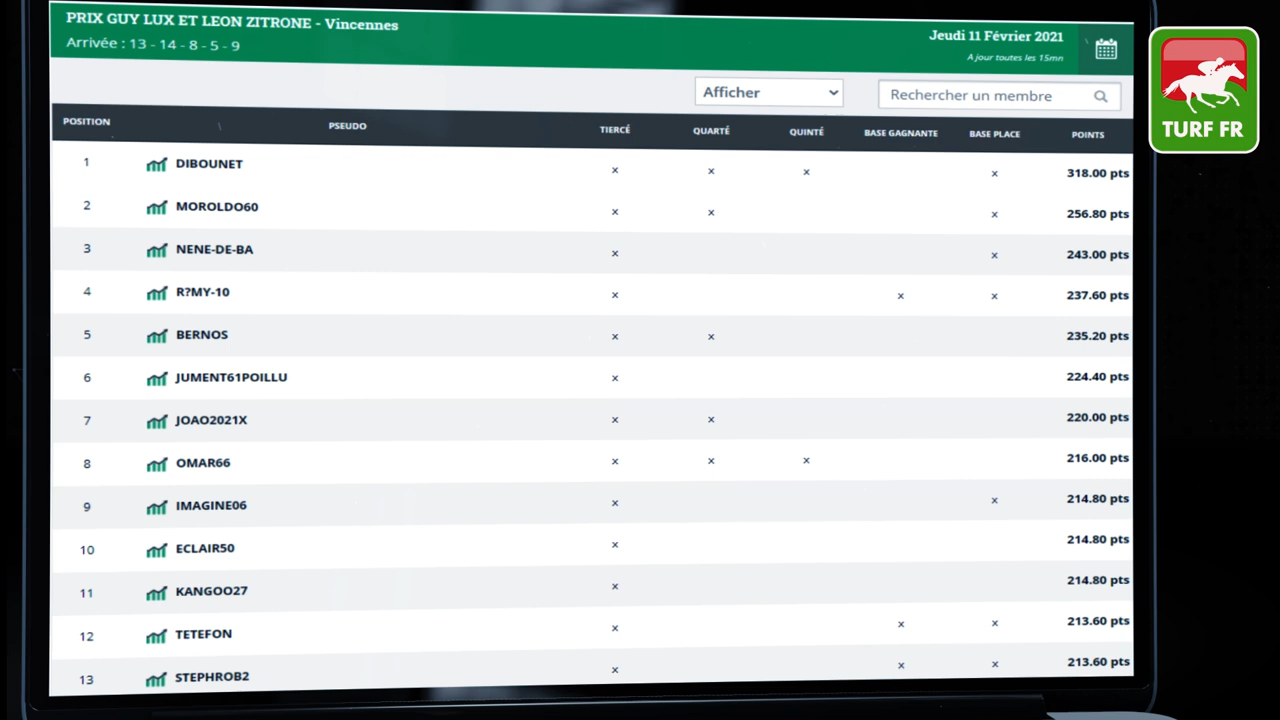 PRIX GUY LUX ET LEON ZITRONE - Vincennes
Arrivée : 13 - 14 - 8 - 5 - 9
Jeudi 11 Février 2021
A jour toutes les 15mn
TURF FR
Afficher
Rechercher un membre
POSITION PSEUDO TIERCÉ QUARTÉ QUINTÉ BASE GAGNANTE BASE PLACE POINTS
1 DIBOUNET × × × × 318.00 pts
2 MOROLDO60 × × × 256.80 pts
3 NENE-DE-BA × × 243.00 pts
4 R?MY-10 × × × 237.60 pts
5 BERNOS × × 235.20 pts
6 JUMENT61POILLU × 224.40 pts
7 JOAO2021X × × 220.00 pts
8 OMAR66 × × × 216.00 pts
9 IMAGINE06 × × 214.80 pts
10 ECLAIR50 × 214.80 pts
11 KANGOO27 × 214.80 pts
12 TETEFON × × × 213.60 pts
13 STEPHROB2 × × × 213.60 pts